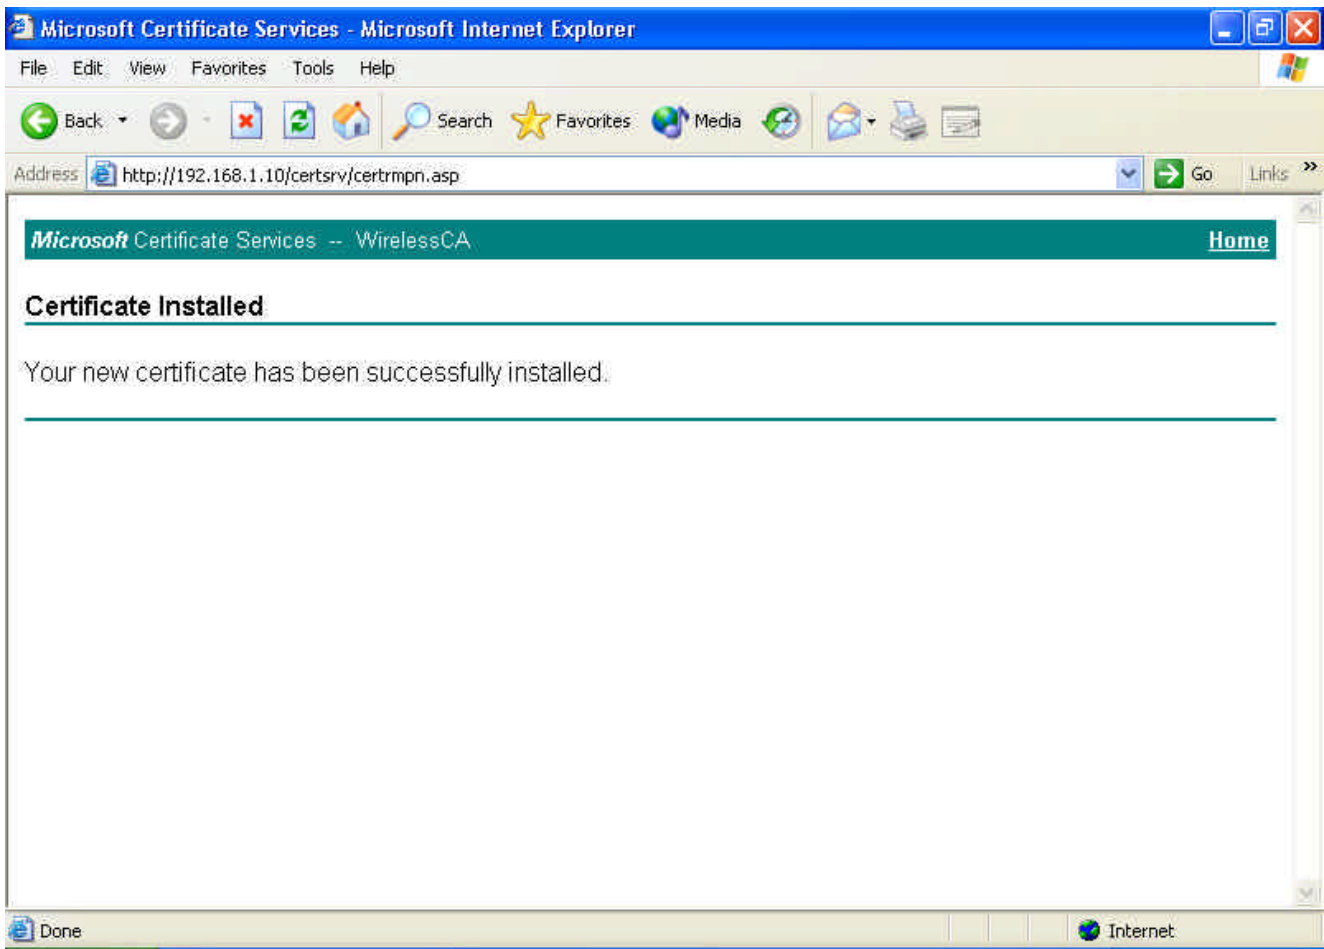 Microsoft Certificate Services - Microsoft Internet Explorer
File Edit View Favorites Tools Help
Back Search Favorites Media
Address http://192.168.1.10/certsrv/certrmpn.asp Go Links »
Microsoft Certificate Services -- WirelessCA Home
Certificate Installed
Your new certificate has been successfully installed.
Done Internet